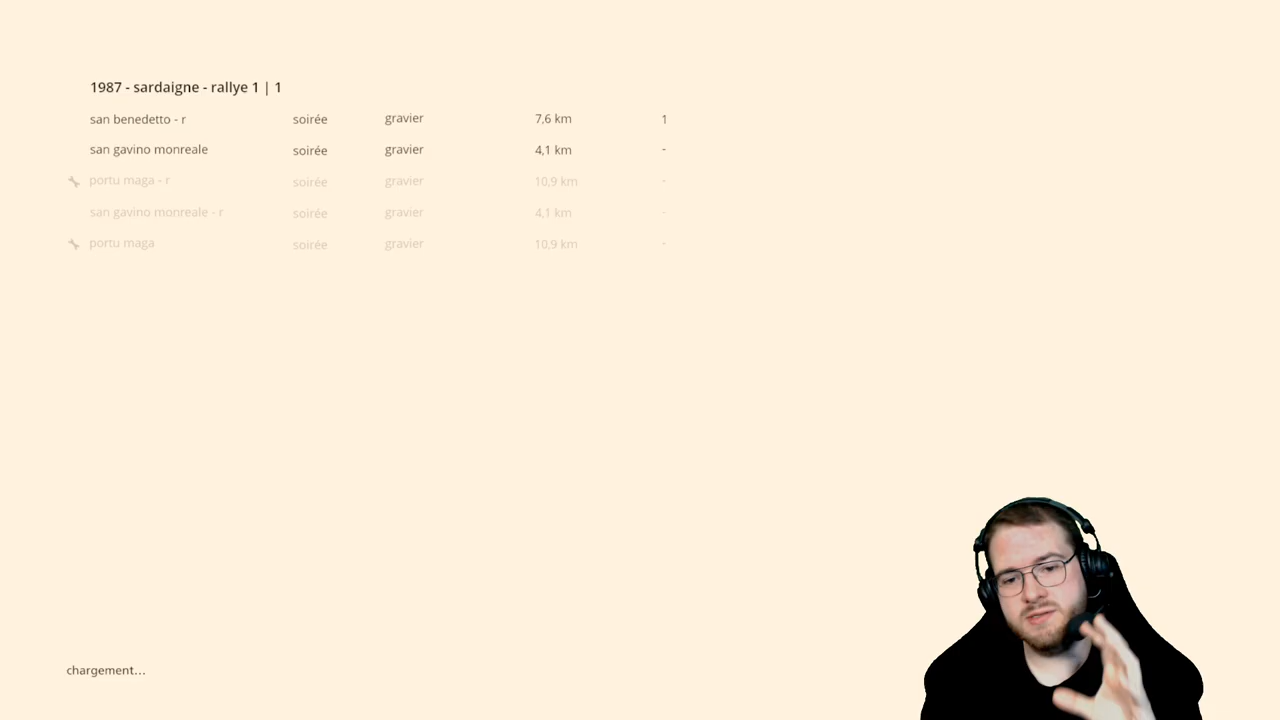 1987 - sardaigne - rallye 1 | 1
san benedetto - r soirée gravier 7,6 km 1
san gavino monreale soirée gravier 4,1 km -
portu maga - r soirée gravier 10,9 km -
san gavino monreale - r soirée gravier 4,1 km -
portu maga soirée gravier 10,9 km -
chargement...